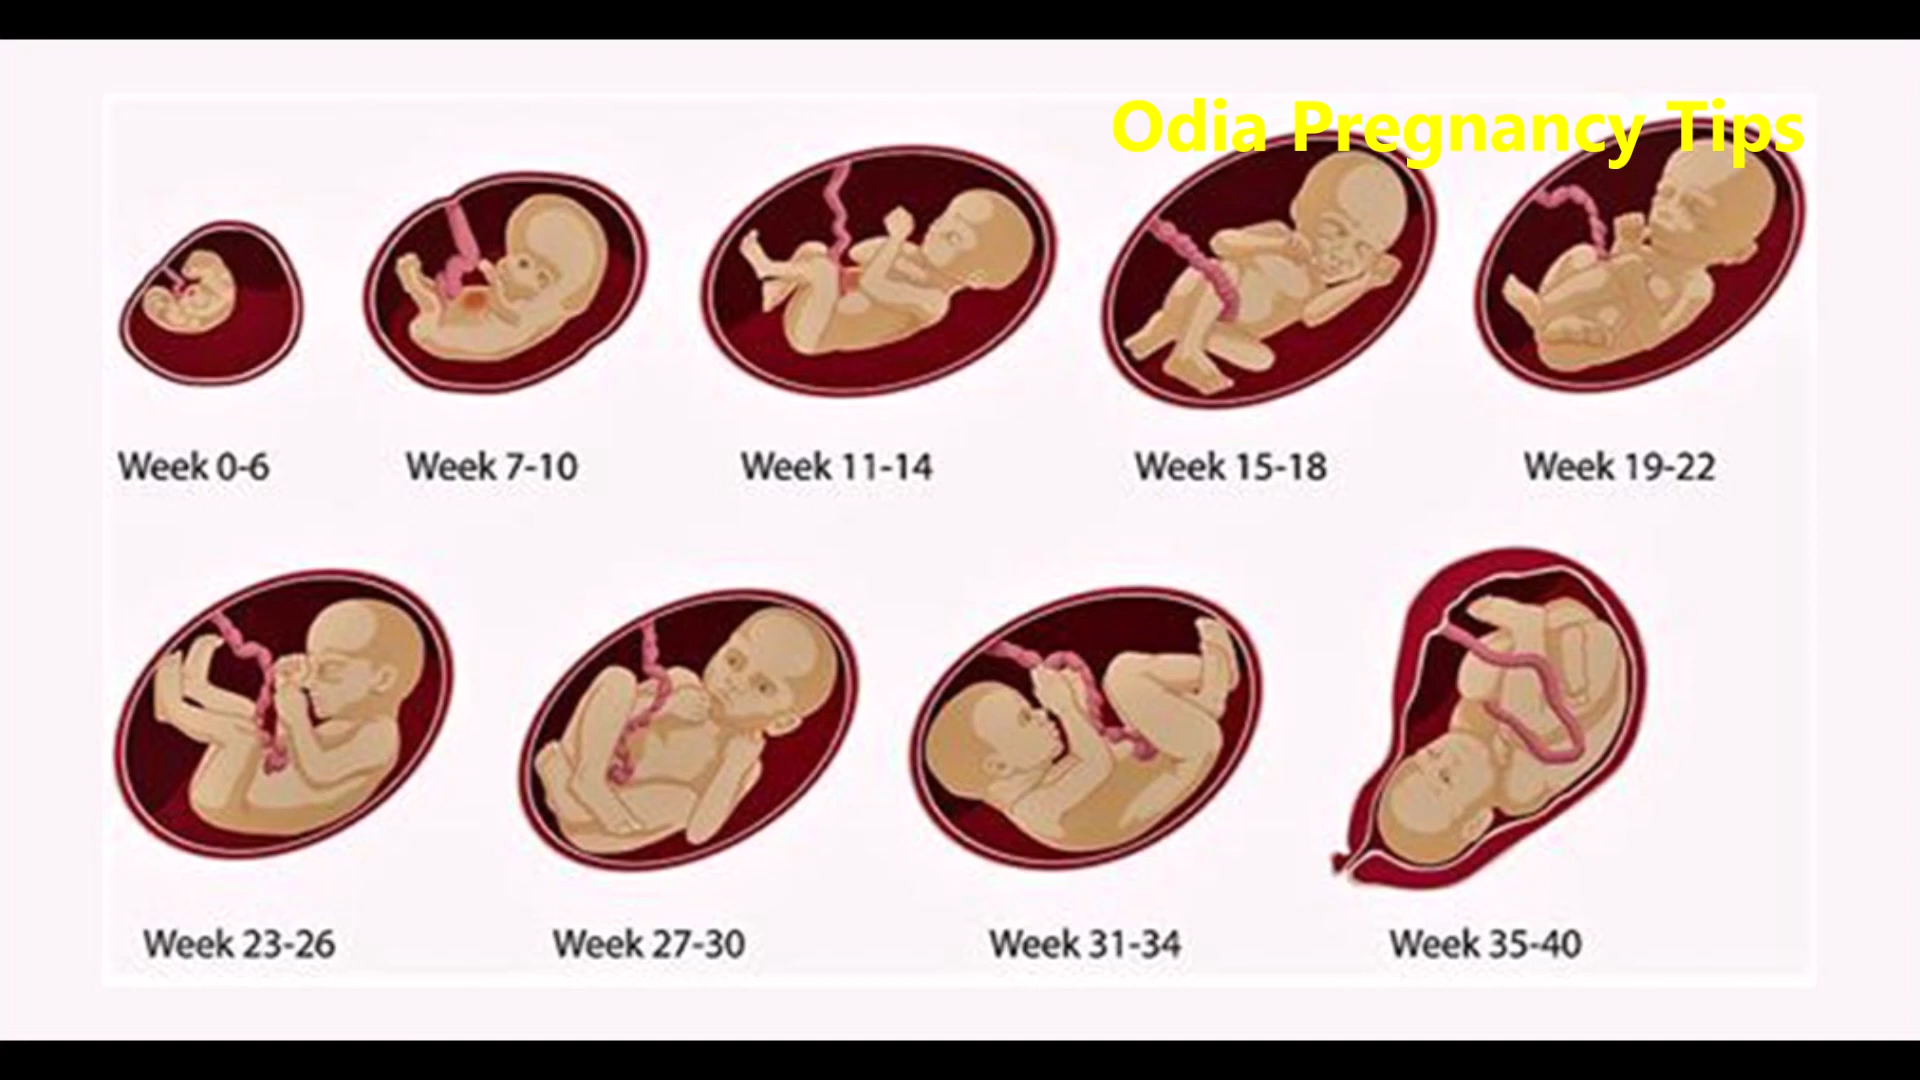 Odia Pregnancy Tips
Week 0-6
Week 7-10
Week 11-14
Week 15-18
Week 19-22
Week 23-26
Week 27-30
Week 31-34
Week 35-40